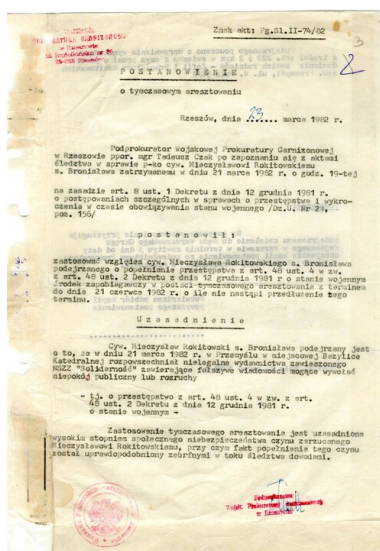 Znak akt: Pg.Sl.II-74/82
3
2
POSTANOWIENIE
o tymczasowym aresztowaniu
Rzeszów, dnia 23 marca 1982 r.
Podprokurator wojskowej Prokuratury Garnizonowej
w Rzeszowie ppor. mgr Tadeusz Czak po zapoznaniu się z aktami
śledztwa w sprawie p-ko cyw. Mieczysławowi Rokitowskiemu
s. Bronisława zatrzymanemu w dniu 21 marca 1982 r. o godz. 19-tej
na zasadzie art. 8 ust. 1 Dekretu z dnia 12 grudnia 1981 r.
o postępowaniach szczególnych w sprawach o przestępstwa i wykro-
czenia w czasie obowiązywania stanu wojennego /Dz.U. Nr 29,
poz. 156/
postanowił:
zastosować względem cyw. Mieczysława Rokitowskiego s. Bronisława
podejrzanego o popełnienie przestępstwa z art. 48 ust. 4 w zw.
z art. 48 ust. 2 Dekretu z dnia 12 grudnia 1981 r o stanie wojennym
środek zapobiegawczy w postaci tymczasowego aresztowania z terminem
do dnia 21 czerwca 1982 r. o ile nie nastąpi przedłużenie tego
terminu.
Uzasadnienie
Cyw. Mieczysław Rokitowski s. Bronisława podejrzany jest
o to, że w dniu 21 marca 1982 r. w Przemyślu w miejscowej Bazylice
Katedralnej rozpowszechniał nielegalne wydawnictwa zawieszonego
NSZZ "Solidarność" zawierające fałszywe wiadomości mogące wywołać
niepokój publiczny lub rozruchy
- tj. o przestępstwo z art. 48 ust. 4 w zw. z art.
48 ust. 2 Dekretu z dnia 12 grudnia 1981 r.
o stanie wojennym -
Zastosowanie tymczasowego aresztowania jest uzasadnione
wysokim stopniem społecznego niebezpieczeństwa czynu zarzucanego
Mieczysławowi Rokitowskiemu, przy czym fakt popełnienia tego czynu
został uprawdopodobniony zebranymi w toku śledztwa dowodami.
Podprokurator
w Rzeszowie